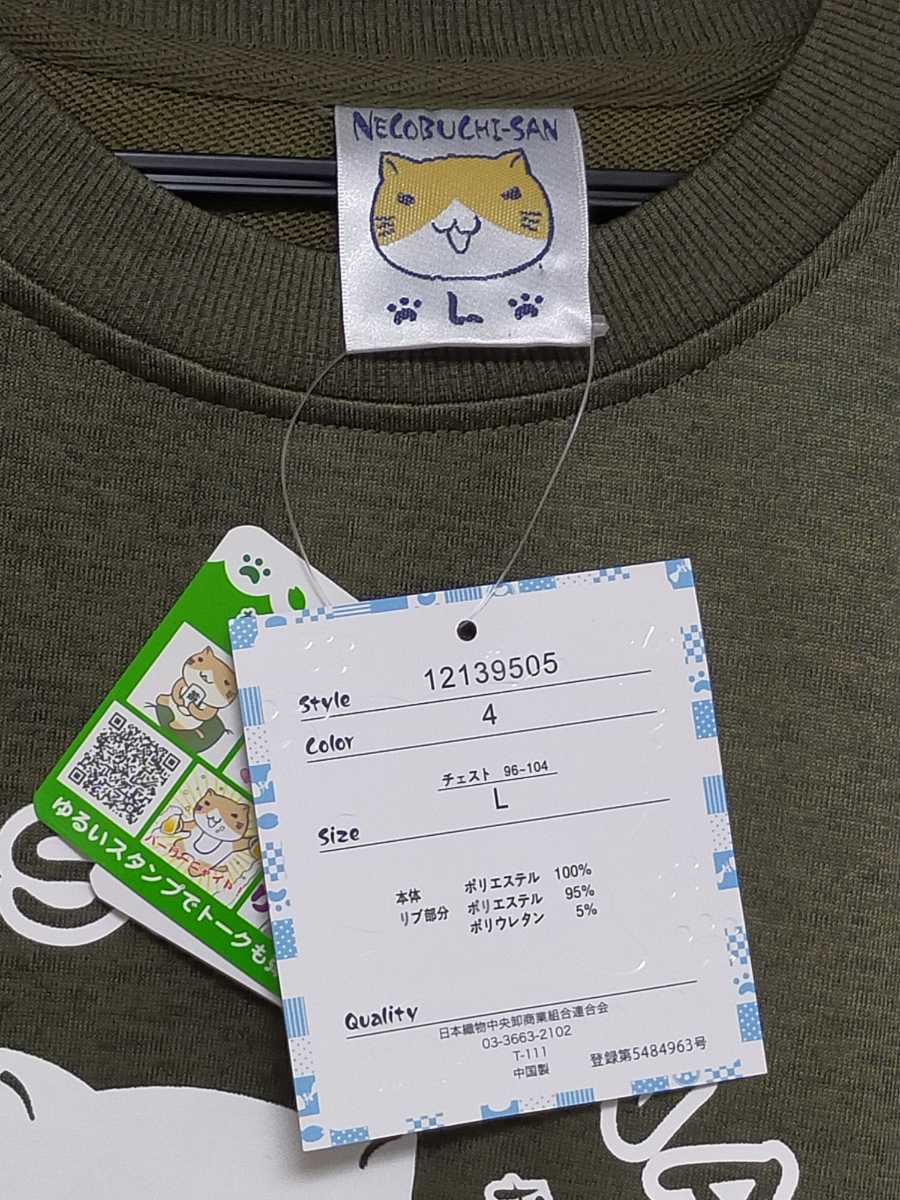 NECOBUCHI-SAN
L
Style 12139505
Color 4
チェスト 96-104
Size L
本体 ポリエステル 100%
リブ部分 ポリエステル 95%
ポリウレタン 5%
Quality
日本織物中央卸商業組合連合会
03-3663-2102
T-111
中国製
登録第5484963号
ゆるいスタンプでトークも